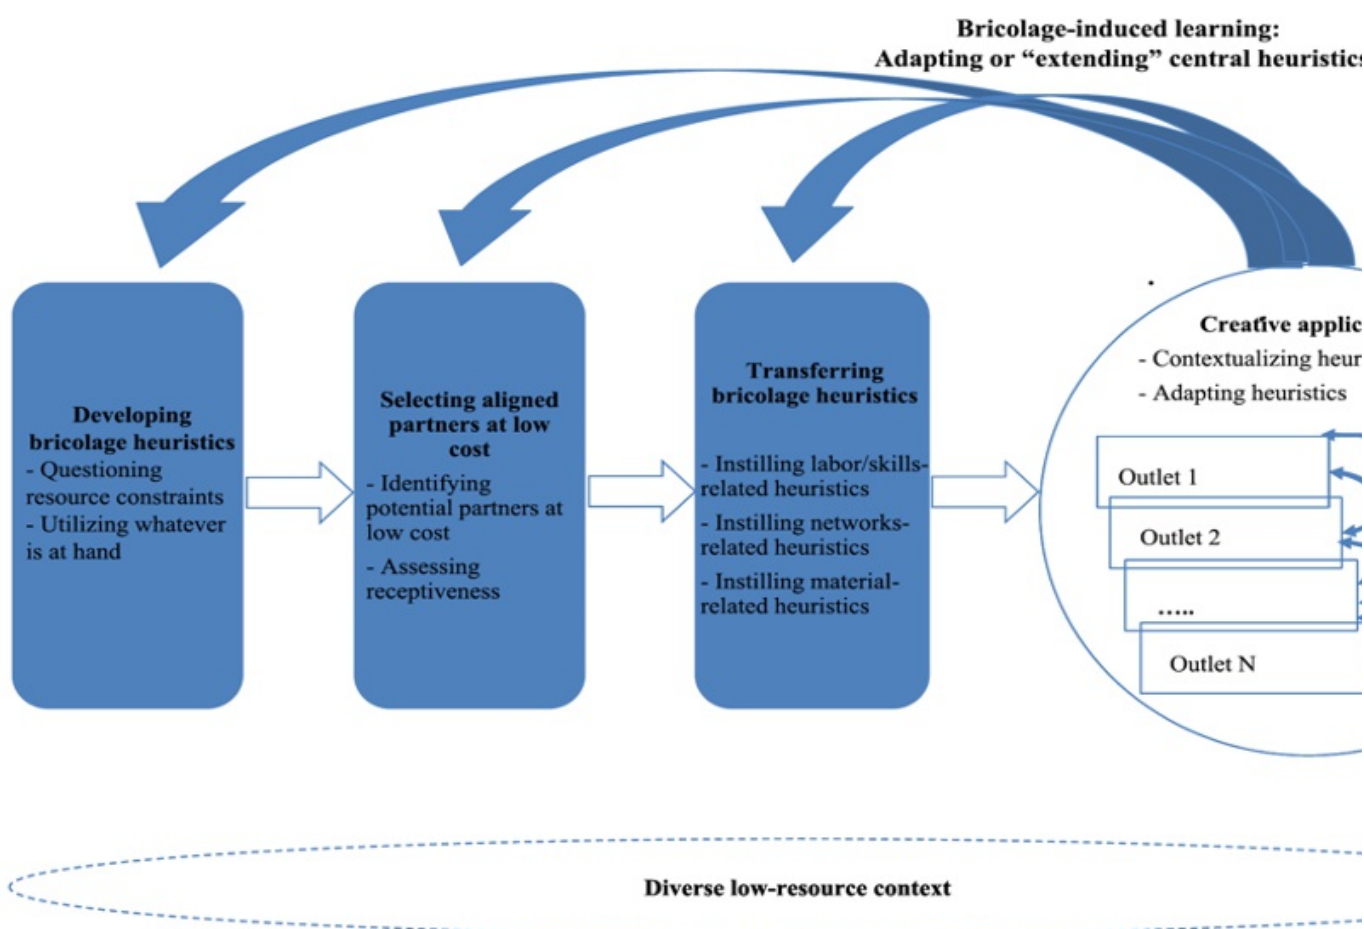 Bricolage-induced learning:
Adapting or “extending” central heuristics
Developing
bricolage heuristics
- Questioning
resource constraints
- Utilizing whatever
is at hand
Selecting aligned
partners at low
cost
- Identifying
potential partners at
low cost
- Assessing
receptiveness
Transferring
bricolage heuristics
- Instilling labor/skills-
related heuristics
- Instilling networks-
related heuristics
- Instilling material-
related heuristics
Creative
- Contextualizing
- Adapting heuristics
Outlet 1
Outlet 2
.....
Outlet N
Diverse low-resource context